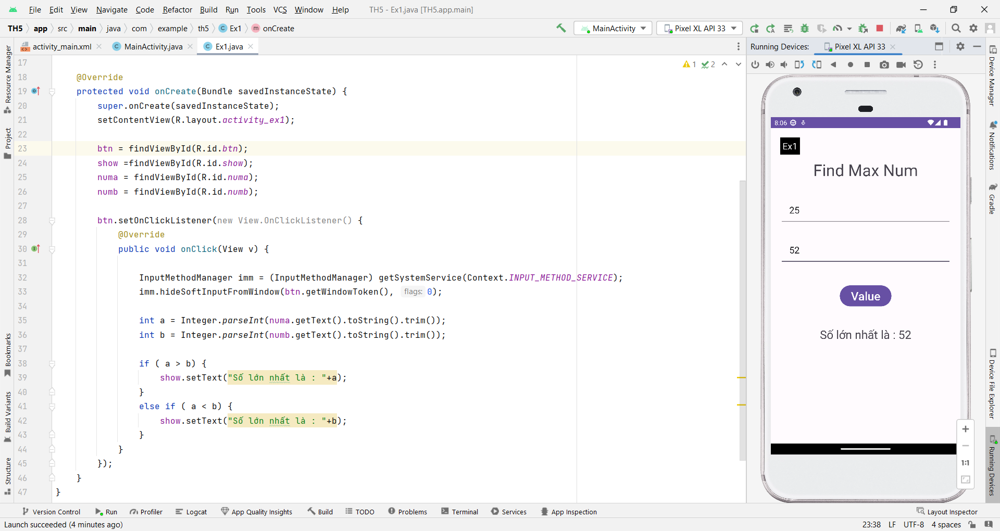 File Edit View Navigate Code Refactor Build Run Tools VCS Window Help TH5 - Ex1.java [TH5.app.main]
TH5 app src main java com example th5 C Ex1 m onCreate MainActivity Pixel XL API 33
activity_main.xml C MainActivity.java C Ex1.java Running Devices: Pixel XL API 33
Resource Manager
Project
Bookmarks
Build Variants
Structure
1 2
17
18 @Override
19 protected void onCreate(Bundle savedInstanceState) {
20 super.onCreate(savedInstanceState);
21 setContentView(R.layout.activity_ex1);
22
23 btn = findViewById(R.id.btn);
24 show =findViewById(R.id.show);
25 numa = findViewById(R.id.numa);
26 numb = findViewById(R.id.numb);
27
28 btn.setOnClickListener(new View.OnClickListener() {
29 @Override
30 public void onClick(View v) {
31
32 InputMethodManager imm = (InputMethodManager) getSystemService(Context.INPUT_METHOD_SERVICE);
33 imm.hideSoftInputFromWindow(btn.getWindowToken(), flags: 0);
34
35 int a = Integer.parseInt(numa.getText().toString().trim());
36 int b = Integer.parseInt(numb.getText().toString().trim());
37
38 if ( a > b) {
39 show.setText("Số lớn nhất là : "+a);
40 }
41 else if ( a < b) {
42 show.setText("Số lớn nhất là : "+b);
43 }
44 }
45 });
46 }
47 }
8:06
Ex1
Find Max Num
25
52
Value
Số lớn nhất là : 52
1:1
Device Manager
Notifications
Gradle
Device File Explorer
Running Devices
Version Control Run Profiler Logcat App Quality Insights Build TODO Problems Terminal Services App Inspection Layout Inspector
Launch succeeded (4 minutes ago) 23:38 LF UTF-8 4 spaces